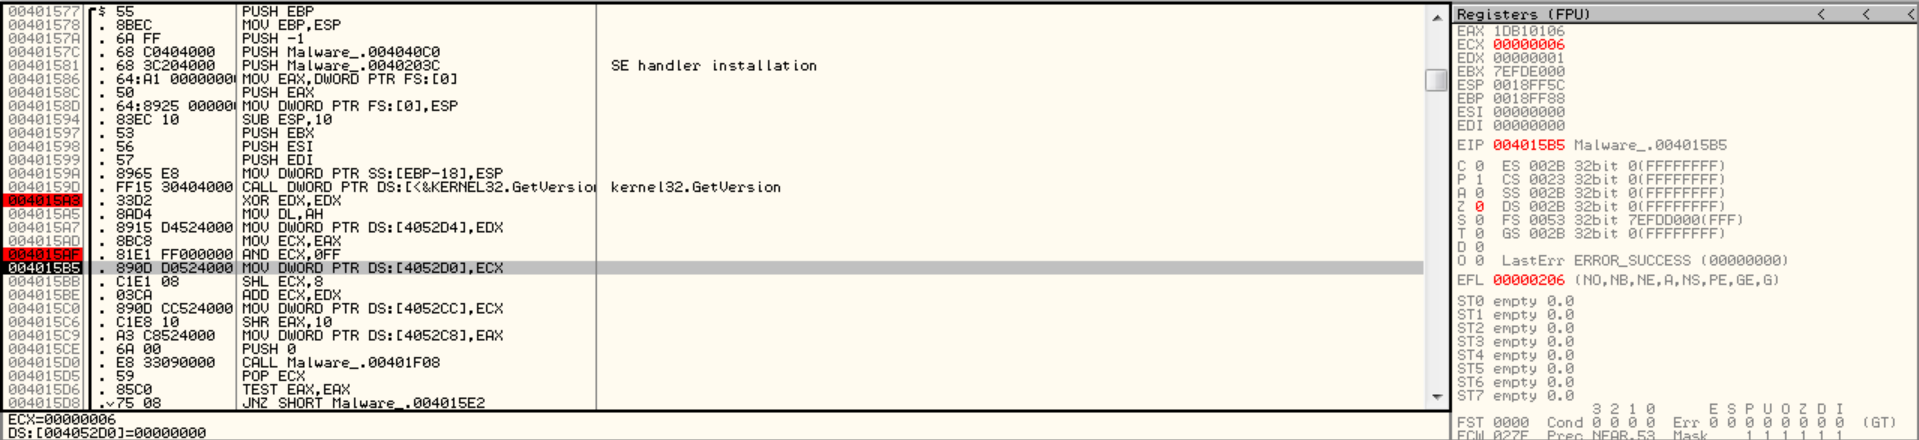 00401577 $ 55 PUSH EBP
00401578 . 8BEC MOV EBP,ESP
0040157A . 6A FF PUSH -1
0040157C . 68 C0404000 PUSH Malware_.004040C0
00401581 . 68 3C204000 PUSH Malware_.0040203C SE handler installation
00401586 . 64:A1 0000000 MOV EAX,DWORD PTR FS:[0]
0040158C . 50 PUSH EAX
0040158D . 64:8925 00000 MOV DWORD PTR FS:[0],ESP
00401594 . 83EC 10 SUB ESP,10
00401597 . 53 PUSH EBX
00401598 . 56 PUSH ESI
00401599 . 57 PUSH EDI
0040159A . 8965 E8 MOV DWORD PTR SS:[EBP-18],ESP
0040159D . FF15 30404000 CALL DWORD PTR DS:[<&KERNEL32.GetVersio kernel32.GetVersion
004015A3 . 33D2 XOR EDX,EDX
004015A5 . 8AD4 MOV DL,AH
004015A7 . 8915 D4524000 MOV DWORD PTR DS:[4052D4],EDX
004015AD . 8BC8 MOV ECX,EAX
004015AF . 81E1 FF000000 AND ECX,0FF
004015B5 . 890D D0524000 MOV DWORD PTR DS:[4052D0],ECX
004015BB . C1E1 08 SHL ECX,8
004015BE . 03CA ADD ECX,EDX
004015C0 . 890D CC524000 MOV DWORD PTR DS:[4052CC],ECX
004015C6 . C1E8 10 SHR EAX,10
004015C9 . A3 C8524000 MOV DWORD PTR DS:[4052C8],EAX
004015CE . 6A 00 PUSH 0
004015D0 . E8 33090000 CALL Malware_.00401F08
004015D5 . 59 POP ECX
004015D6 . 85C0 TEST EAX,EAX
004015D8 .v75 08 JNZ SHORT Malware_.004015E2
ECX=00000006
DS:[004052D0]=00000000
Registers (FPU) < < <
EAX 1DB10106
ECX 00000006
EDX 00000001
EBX 7EFDE000
ESP 0018FF5C
EBP 0018FF88
ESI 00000000
EDI 00000000
EIP 004015B5 Malware_.004015B5
C 0 ES 002B 32bit 0(FFFFFFFF)
P 1 CS 0023 32bit 0(FFFFFFFF)
A 0 SS 002B 32bit 0(FFFFFFFF)
Z 0 DS 002B 32bit 0(FFFFFFFF)
S 0 FS 0053 32bit 7EFDD000(FFF)
T 0 GS 002B 32bit 0(FFFFFFFF)
D 0
O 0 LastErr ERROR_SUCCESS (00000000)
EFL 00000206 (NO,NB,NE,A,NS,PE,GE,G)
ST0 empty 0.0
ST1 empty 0.0
ST2 empty 0.0
ST3 empty 0.0
ST4 empty 0.0
ST5 empty 0.0
ST6 empty 0.0
ST7 empty 0.0
3 2 1 0 E S P U O Z D I
FST 0000 Cond 0 0 0 0 Err 0 0 0 0 0 0 0 0 (GT)
FCW 027F Prec NEAR,53 Mask 1 1 1 1 1 1